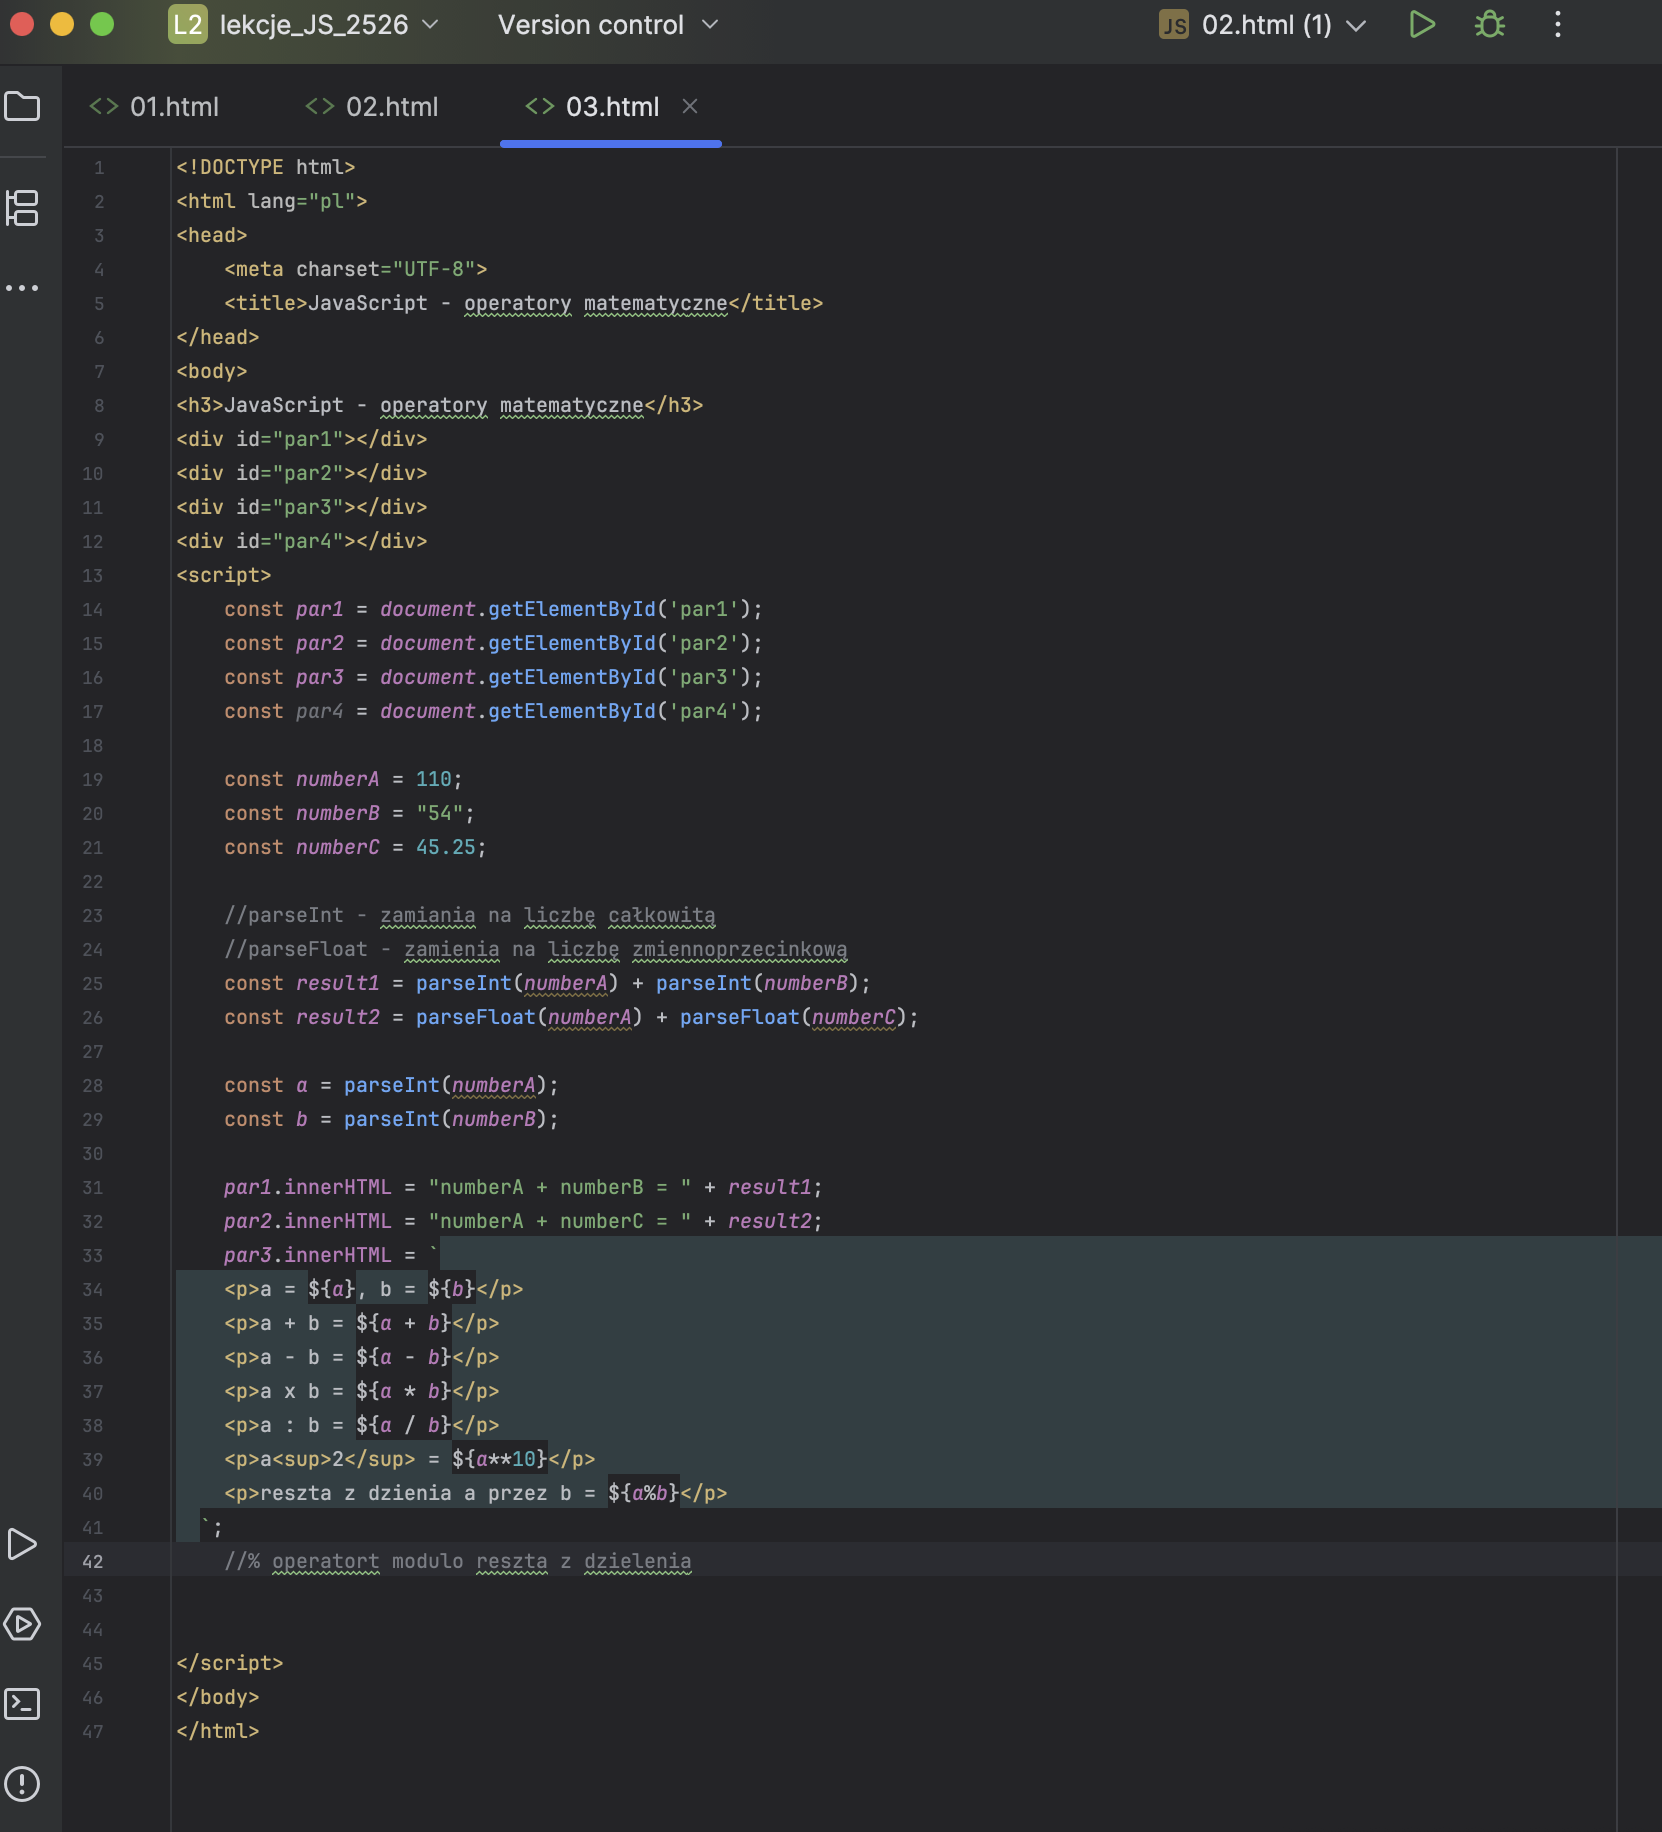 L2 lekcje_JS_2526 Version control JS 02.html (1)
<> 01.html <> 02.html <> 03.html ×
1 <!DOCTYPE html>
2 <html lang="pl">
3 <head>
4     <meta charset="UTF-8">
5     <title>JavaScript - operatory matematyczne</title>
6 </head>
7 <body>
8 <h3>JavaScript - operatory matematyczne</h3>
9 <div id="par1"></div>
10 <div id="par2"></div>
11 <div id="par3"></div>
12 <div id="par4"></div>
13 <script>
14     const par1 = document.getElementById('par1');
15     const par2 = document.getElementById('par2');
16     const par3 = document.getElementById('par3');
17     const par4 = document.getElementById('par4');
18
19     const numberA = 110;
20     const numberB = "54";
21     const numberC = 45.25;
22
23     //parseInt - zamiania na liczbę całkowitą
24     //parseFloat - zamienia na liczbę zmiennoprzecinkową
25     const result1 = parseInt(numberA) + parseInt(numberB);
26     const result2 = parseFloat(numberA) + parseFloat(numberC);
27
28     const a = parseInt(numberA);
29     const b = parseInt(numberB);
30
31     par1.innerHTML = "numberA + numberB = " + result1;
32     par2.innerHTML = "numberA + numberC = " + result2;
33     par3.innerHTML = `
34     <p>a = ${a}, b = ${b}</p>
35     <p>a + b = ${a + b}</p>
36     <p>a - b = ${a - b}</p>
37     <p>a x b = ${a * b}</p>
38     <p>a : b = ${a / b}</p>
39     <p>a<sup>2</sup> = ${a**10}</p>
40     <p>reszta z dzienia a przez b = ${a%b}</p>
41   `;
42     //% operatort modulo reszta z dzielenia
43
44
45 </script>
46 </body>
47 </html>